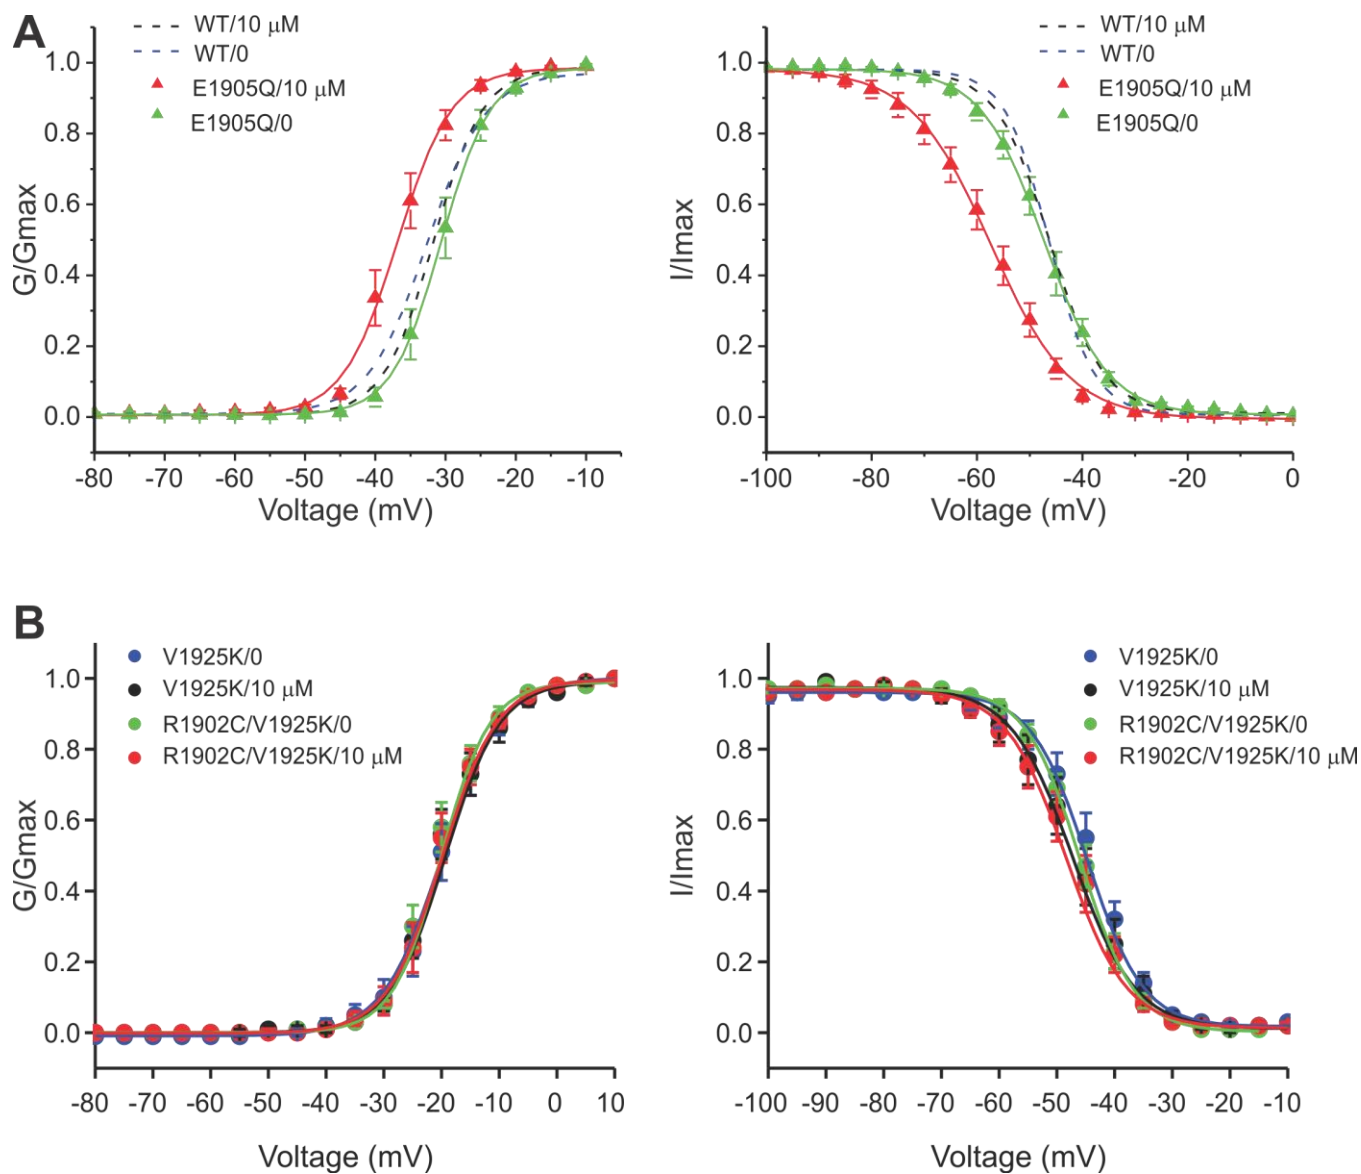 A
WT/10 μM
WT/0
E1905Q/10 μM
E1905Q/0
1.0
0.8
0.6
0.4
0.2
0.0
G/Gmax
-80 -70 -60 -50 -40 -30 -20 -10
Voltage (mV)
WT/10 μM
WT/0
E1905Q/10 μM
E1905Q/0
1.0
0.8
0.6
0.4
0.2
0.0
I/Imax
-100 -80 -60 -40 -20 0
Voltage (mV)
B
V1925K/0
V1925K/10 μM
R1902C/V1925K/0
R1902C/V1925K/10 μM
1.0
0.8
0.6
0.4
0.2
0.0
G/Gmax
-80 -70 -60 -50 -40 -30 -20 -10 0 10
Voltage (mV)
V1925K/0
V1925K/10 μM
R1902C/V1925K/0
R1902C/V1925K/10 μM
1.0
0.8
0.6
0.4
0.2
0.0
I/Imax
-100 -90 -80 -70 -60 -50 -40 -30 -20 -10
Voltage (mV)